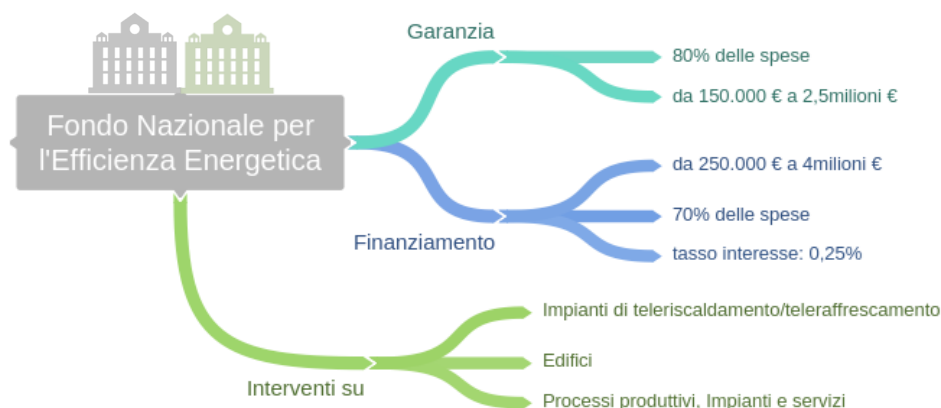 Fondo Nazionale per
l'Efficienza Energetica
Garanzia
80% delle spese
da 150.000 € a 2,5milioni €
Finanziamento
da 250.000 € a 4milioni €
70% delle spese
tasso interesse: 0,25%
Interventi su
Impianti di teleriscaldamento/teleraffrescamento
Edifici
Processi produttivi, Impianti e servizi